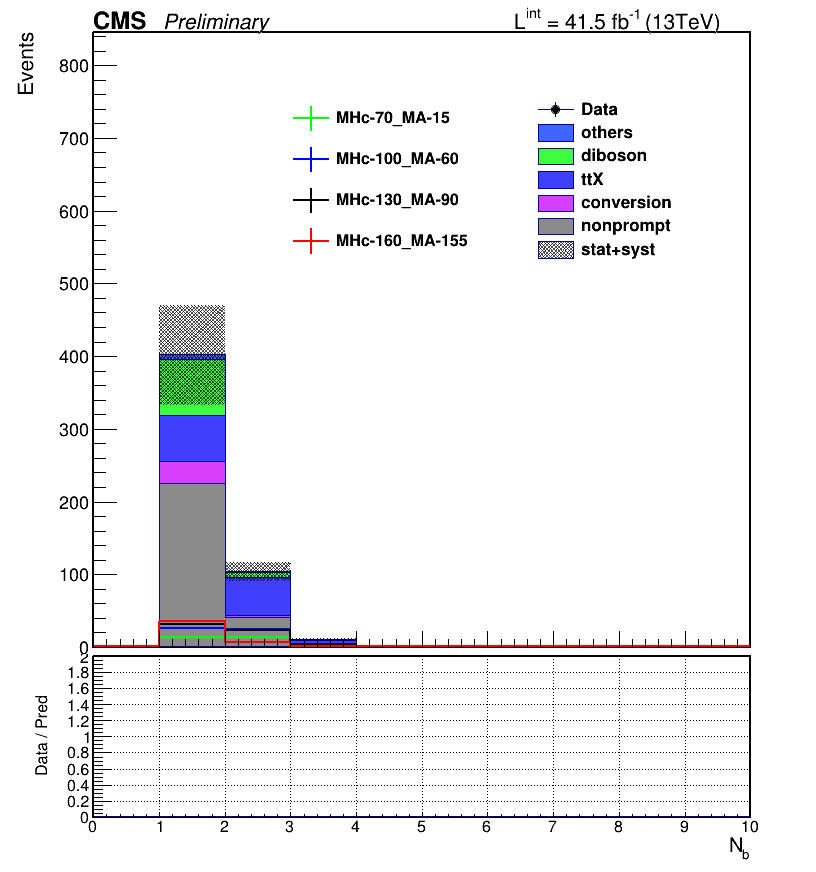 CMS Preliminary L^int = 41.5 fb^-1 (13TeV)
Events
800
700
600
500
400
300
200
100
0
MHc-70_MA-15
MHc-100_MA-60
MHc-130_MA-90
MHc-160_MA-155
Data
others
diboson
ttX
conversion
nonprompt
stat+syst
Data / Pred
2
1.8
1.6
1.4
1.2
1
0.8
0.6
0.4
0.2
0
0 1 2 3 4 5 6 7 8 9 10
N_b